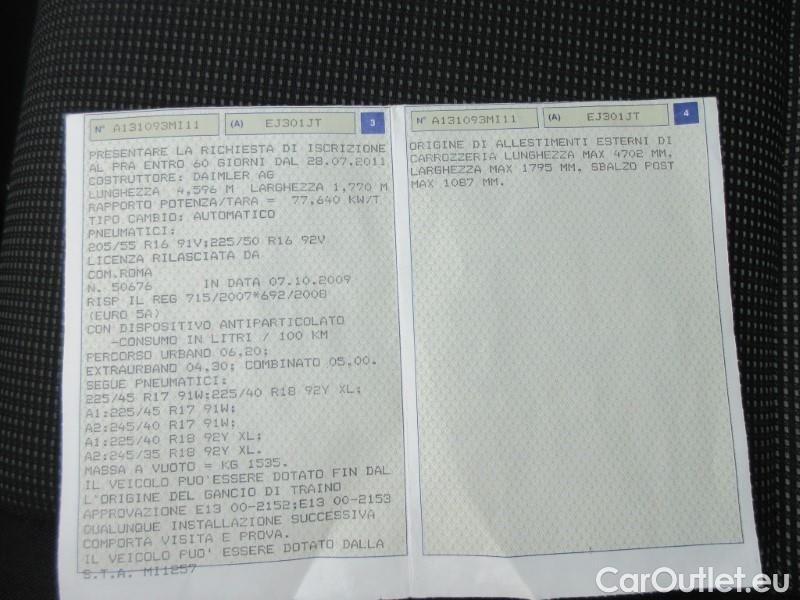 N° A131093MI11 (A) EJ301JT 3
PRESENTARE LA RICHIESTA DI ISCRIZIONE
AL PRA ENTRO 60 GIORNI DAL 28.07.2011
COSTRUTTORE: DAIMLER AG
LUNGHEZZA 4,596 M LARGHEZZA 1,770 M
RAPPORTO POTENZA/TARA = 77,640 KW/T
TIPO CAMBIO: AUTOMATICO
PNEUMATICI:
205/55 R16 91V;225/50 R16 92V
LICENZA RILASCIATA DA
COM.ROMA
N. 50676 IN DATA 07.10.2009
RISP IL REG 715/2007*692/2008
(EURO 5A)
CON DISPOSITIVO ANTIPARTICOLATO
-CONSUMO IN LITRI / 100 KM
PERCORSO URBANO 06,20;
EXTRAURBANO 04,30; COMBINATO 05,00.
SEGUE PNEUMATICI:
225/45 R17 91W;225/40 R18 92Y XL;
A1:225/45 R17 91W;
A2:245/40 R17 91W;
A1:225/40 R18 92Y XL;
A2:245/35 R18 92Y XL.
MASSA A VUOTO = KG 1535.
IL VEICOLO PUO'ESSERE DOTATO FIN DAL
L'ORIGINE DEL GANCIO DI TRAINO
APPROVAZIONE E13 00-2152;E13 00-2153
QUALUNQUE INSTALLAZIONE SUCCESSIVA
COMPORTA VISITA E PROVA.
IL VEICOLO PUO' ESSERE DOTATO DALLA
S.T.A. MI1257
N° A131093MI11 (A) EJ301JT 4
ORIGINE DI ALLESTIMENTI ESTERNI DI
CARROZZERIA LUNGHEZZA MAX 4702 MM,
LARGHEZZA MAX 1795 MM, SBALZO POST
MAX 1087 MM.
CarOutlet.eu